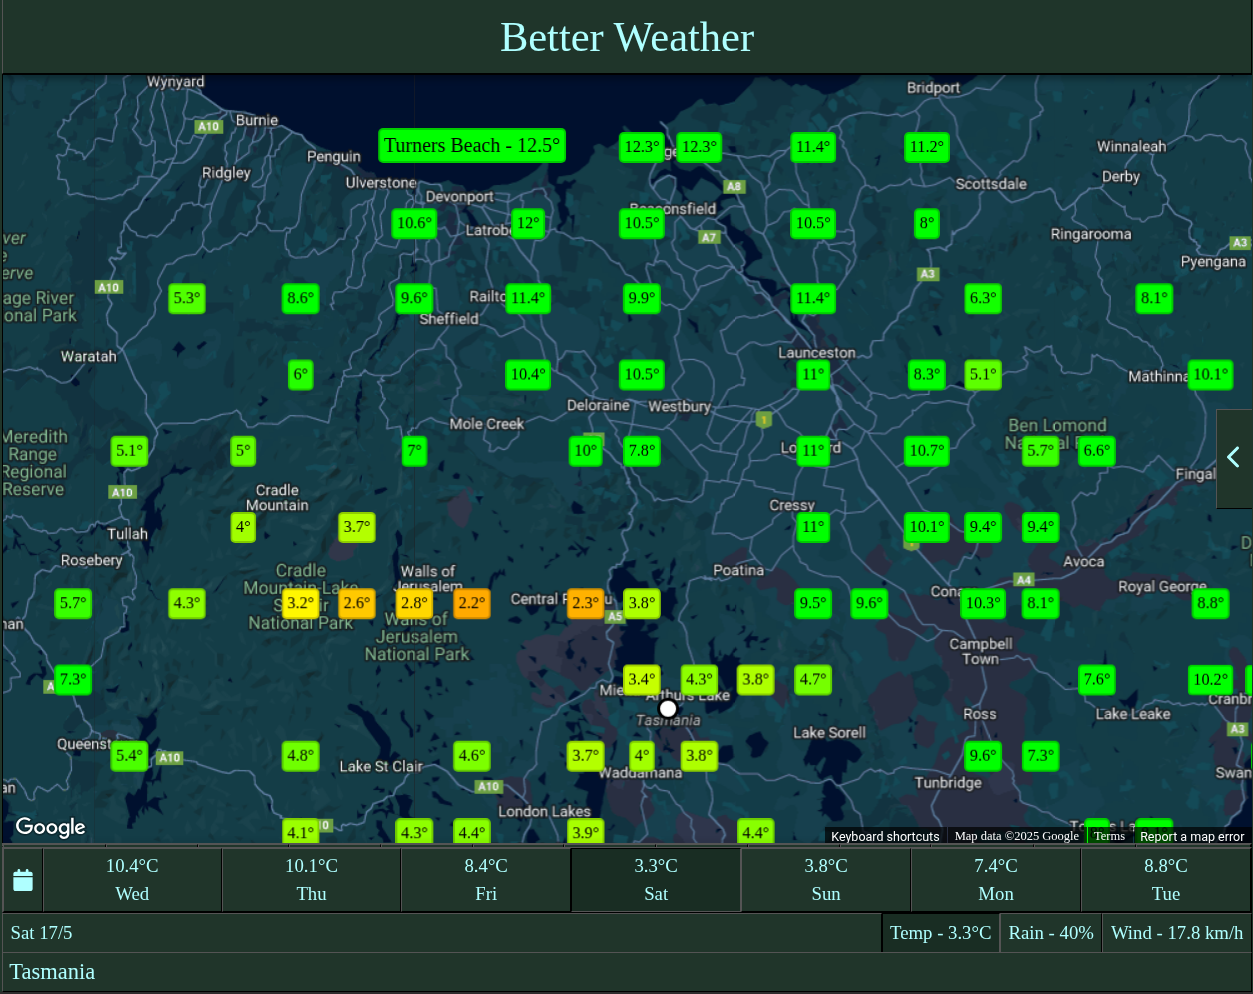 Better Weather
Wynyard
Bridport
Burnie
A10
Turners Beach - 12.5°
12.3°
12.3°
11.4°
11.2°
Winnaleah
Penguin
Ridgley
Ulverstone
A8
Scottsdale
Derby
Devonport
Beaconsfield
10.6°
Latrobe
12°
10.5°
A7
10.5°
8°
Ringarooma
A3
Pyengana
A10
A3
5.3°
8.6°
9.6°
Railto
11.4°
9.9°
11.4°
6.3°
8.1°
age River
onal Park
Sheffield
Waratah
Launceston
6°
10.4°
10.5°
11°
8.3°
5.1°
Mathinna
10.1°
Deloraine
Westbury
Mole Creek
1
Meredith
Range
Regional
Reserve
Ben Lomond
5.1°
5°
7°
10°
7.8°
11°
10.7°
5.7°
6.6°
Fingal
A10
Cradle
Mountain
Cressy
Tullah
4°
3.7°
11°
10.1°
9.4°
9.4°
Rosebery
Cradle
Mountain-Lake
National Park
Walls of
Jerusalem
Poatina
Avoca
A4
Royal George
5.7°
4.3°
3.2°
2.6°
2.8°
2.2°
Central
2.3°
3.8°
9.5°
9.6°
10.3°
8.1°
8.8°
A5
Walls of
Jerusalem
National Park
Campbell
Town
7.3°
3.4°
4.3°
3.8°
4.7°
7.6°
10.2°
Arthurs Lake
Tasmania
Ross
Lake Leake
Lake Sorell
A3
Queenst
5.4°
A10
4.8°
Lake St Clair
4.6°
3.7°
4°
3.8°
9.6°
7.3°
Swan
Waddamana
A10
Tunbridge
London Lakes
Google
4.1°
4.3°
4.4°
3.9°
4.4°
Keyboard shortcuts
Map data ©2025 Google
Terms
Report a map error
10.4°C
Wed
10.1°C
Thu
8.4°C
Fri
3.3°C
Sat
3.8°C
Sun
7.4°C
Mon
8.8°C
Tue
Sat 17/5
Temp - 3.3°C
Rain - 40%
Wind - 17.8 km/h
Tasmania